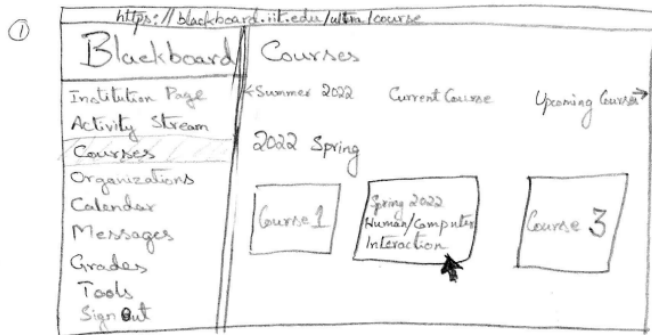 ①
https://blackboard.iit.edu/ultra/course
Blackboard
Institution Page
Activity Stream
Courses
Organizations
Calendar
Messages
Grades
Tools
Sign Out
Courses
←Summer 2022 Current Course Upcoming Courses→
2022 Spring
Course 1
Spring 2022
Human/Computer
Interaction
Course 3